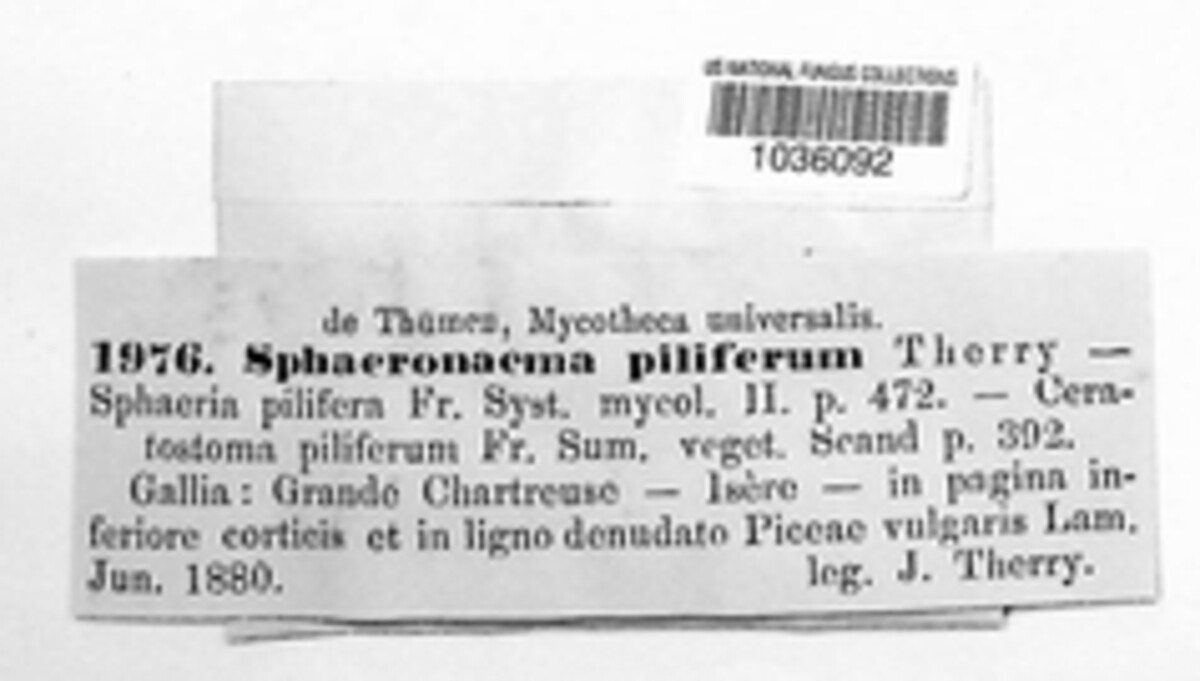 US NATIONAL FUNGUS COLLECTIONS
1036092
de Thümen, Mycotheca universalis.
1976. Sphaeronaema piliferum Therry —
Sphaeria pilifera Fr. Syst. mycol. II. p. 472. — Cera-
tostoma piliferum Fr. Sum. veget. Scand p. 392.
Gallia: Grande Chartreuse — Isère — in pagina in-
feriore corticis et in ligno denudato Piceae vulgaris Lam.
Jun. 1880. leg. J. Therry.